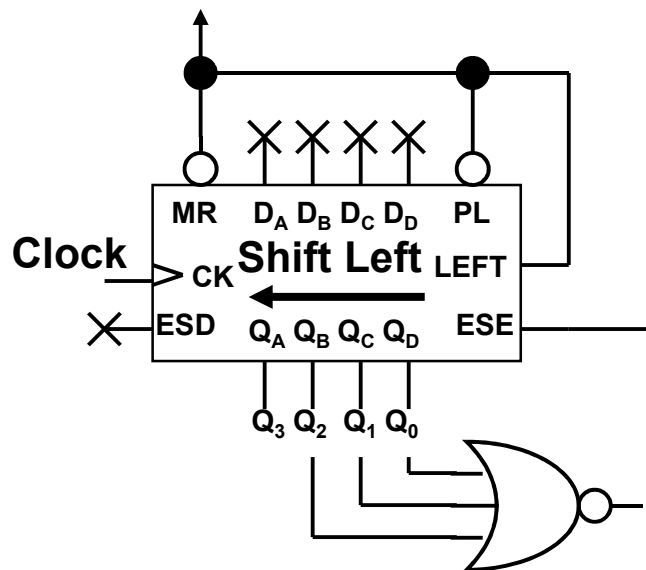 MR D_A D_B D_C D_D PL
Clock
CK
Shift Left
LEFT
ESD Q_A Q_B Q_C Q_D ESE
Q_3 Q_2 Q_1 Q_0